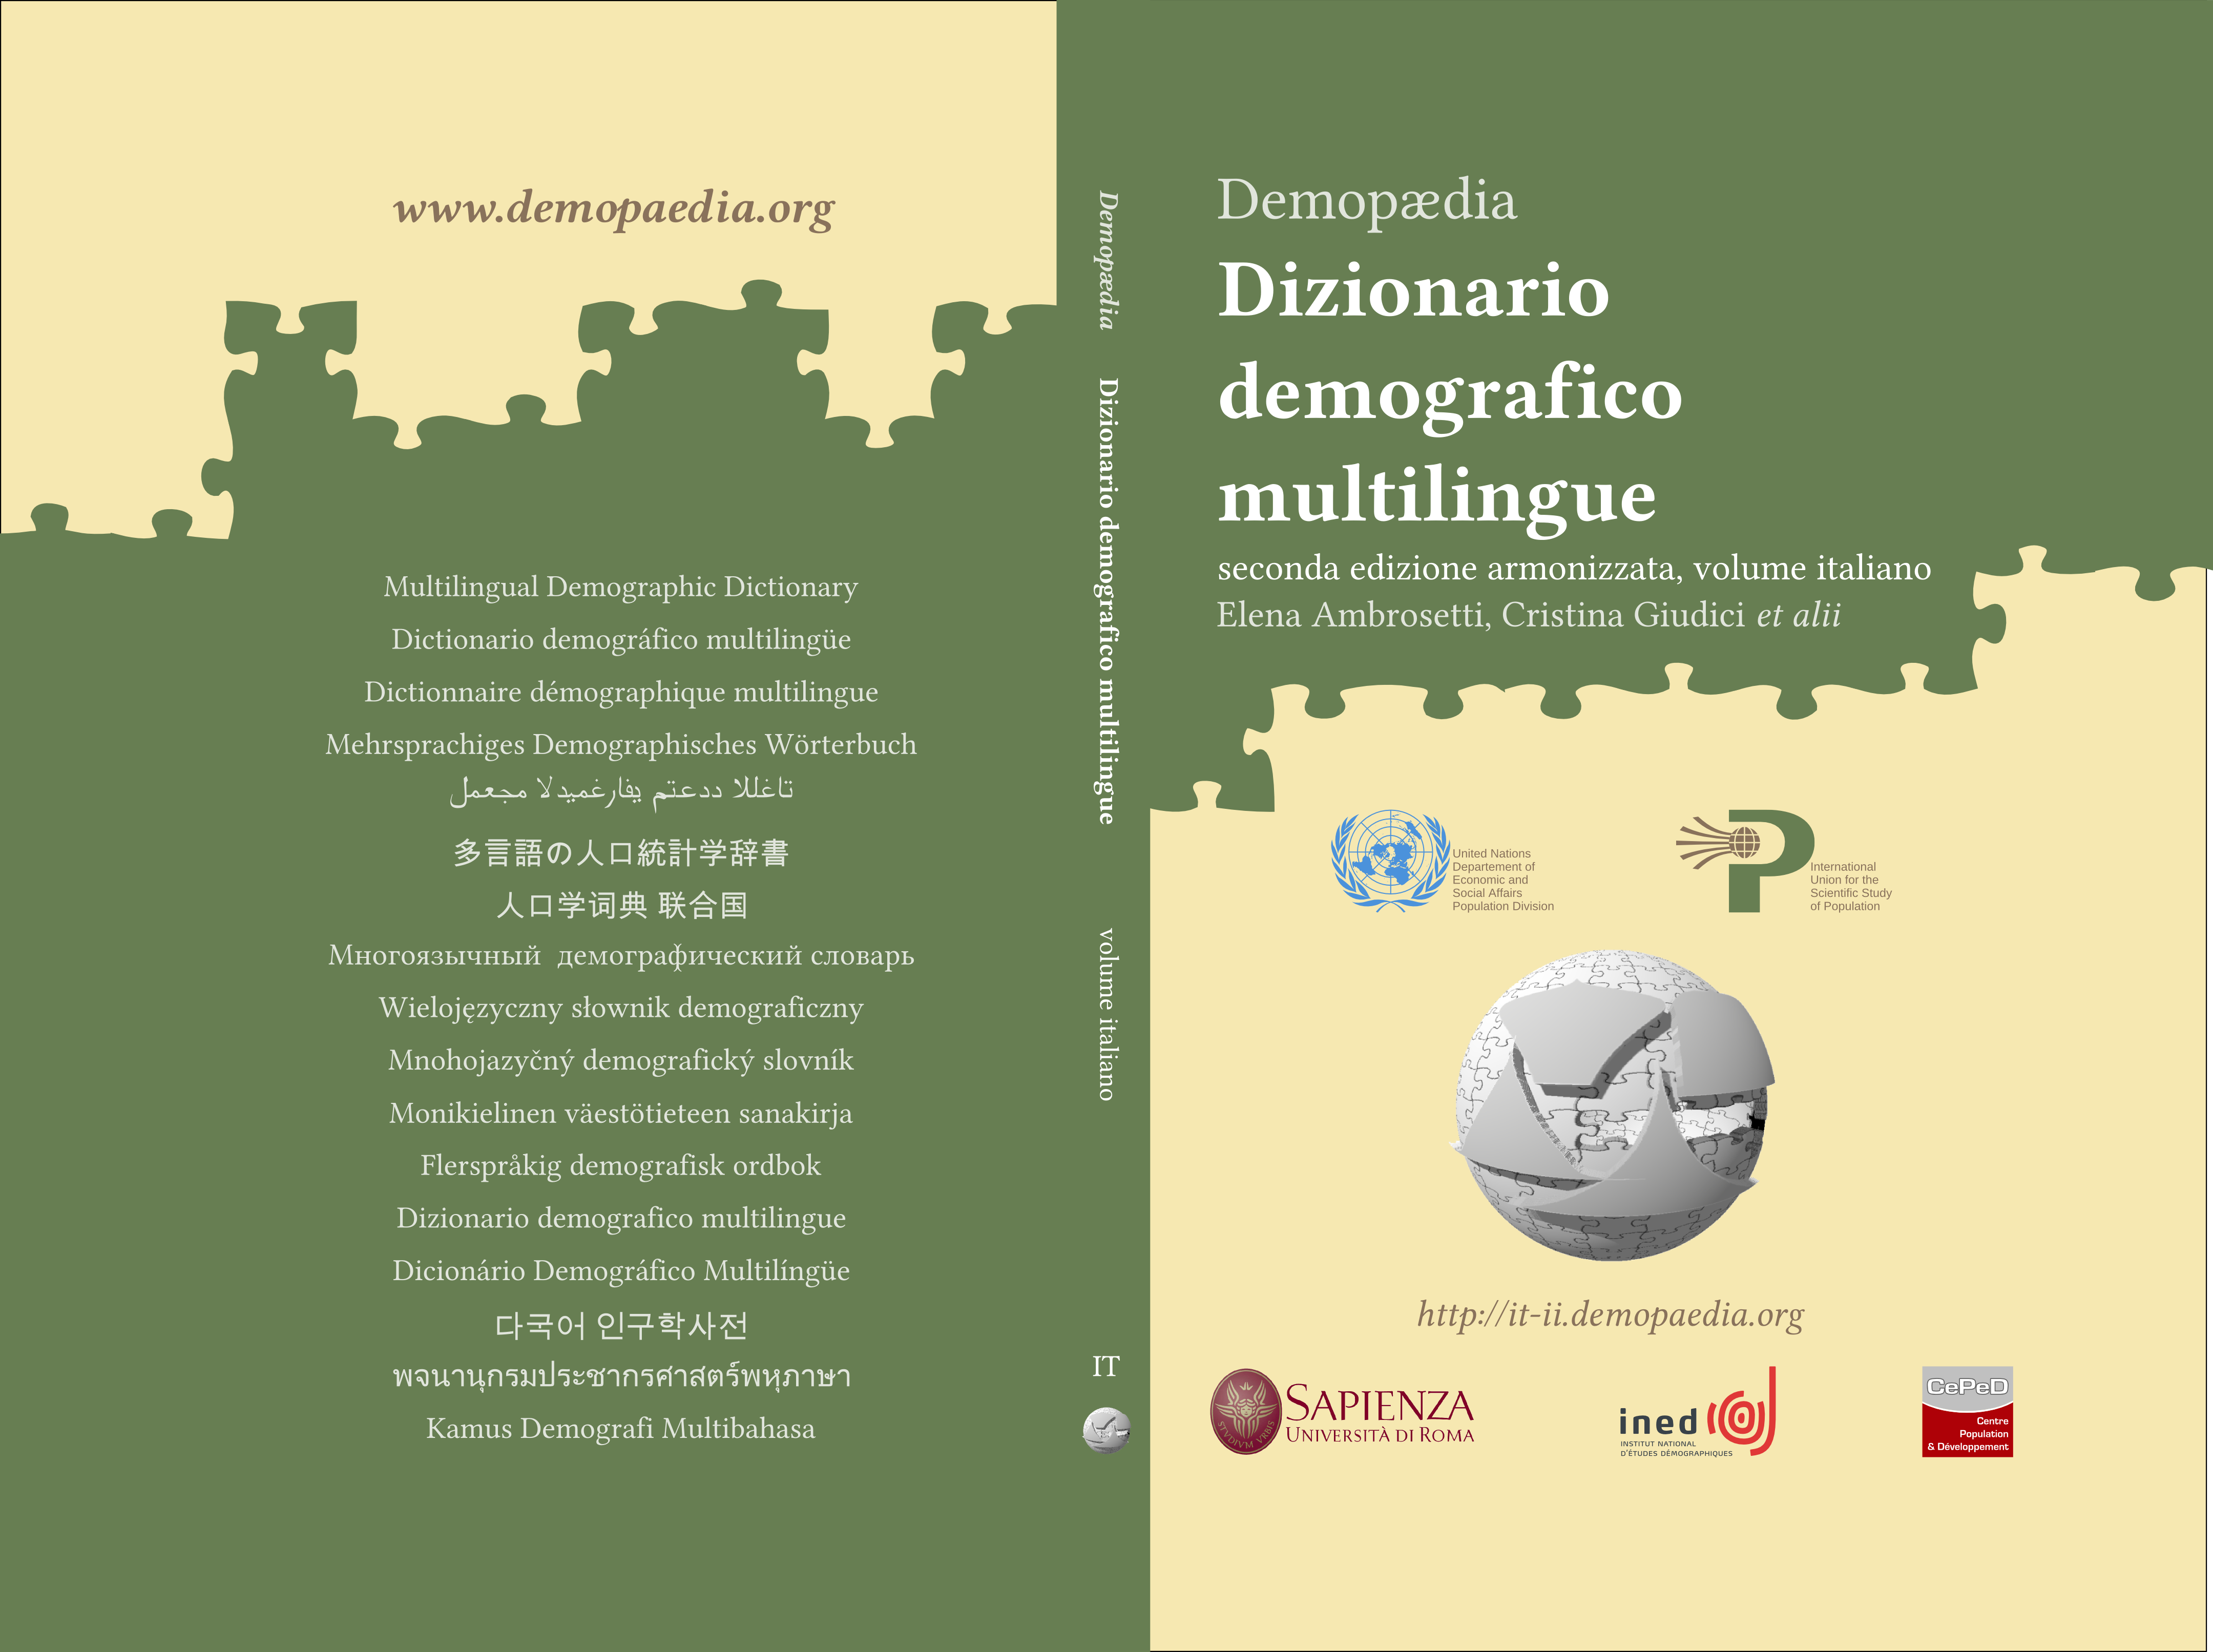 www.demopaedia.org
Multilingual Demographic Dictionary
Dictionario demográfico multilingüe
Dictionnaire démographique multilingue
Mehrsprachiges Demographisches Wörterbuch
تاغللا ددعتم يفارغميدلا مجعمل
多言語の人口統計学辞書
人口学词典 联合国
Многоязычный демографический словарь
Wielojęzyczny słownik demograficzny
Mnohojazyčný demografický slovník
Monikielinen väestötieteen sanakirja
Flerspråkig demografisk ordbok
Dizionario demografico multilingue
Dicionário Demográfico Multilíngüe
다국어 인구학사전
พจนานุกรมประชากรศาสตร์พหุภาษา
Kamus Demografi Multibahasa
Demopædia Dizionario demografico multilingue volume italiano
IT
Demopædia
Dizionario
demografico
multilingue
seconda edizione armonizzata, volume italiano
Elena Ambrosetti, Cristina Giudici et alii
United Nations
Departement of
Economic and
Social Affairs
Population Division
International
Union for the
Scientific Study
of Population
http://it-ii.demopaedia.org
STVDIVM VRBIS
SAPIENZA
UNIVERSITÀ DI ROMA
ined
INSTITUT NATIONAL
D'ÉTUDES DÉMOGRAPHIQUES
CePeD
Centre
Population
& Développement